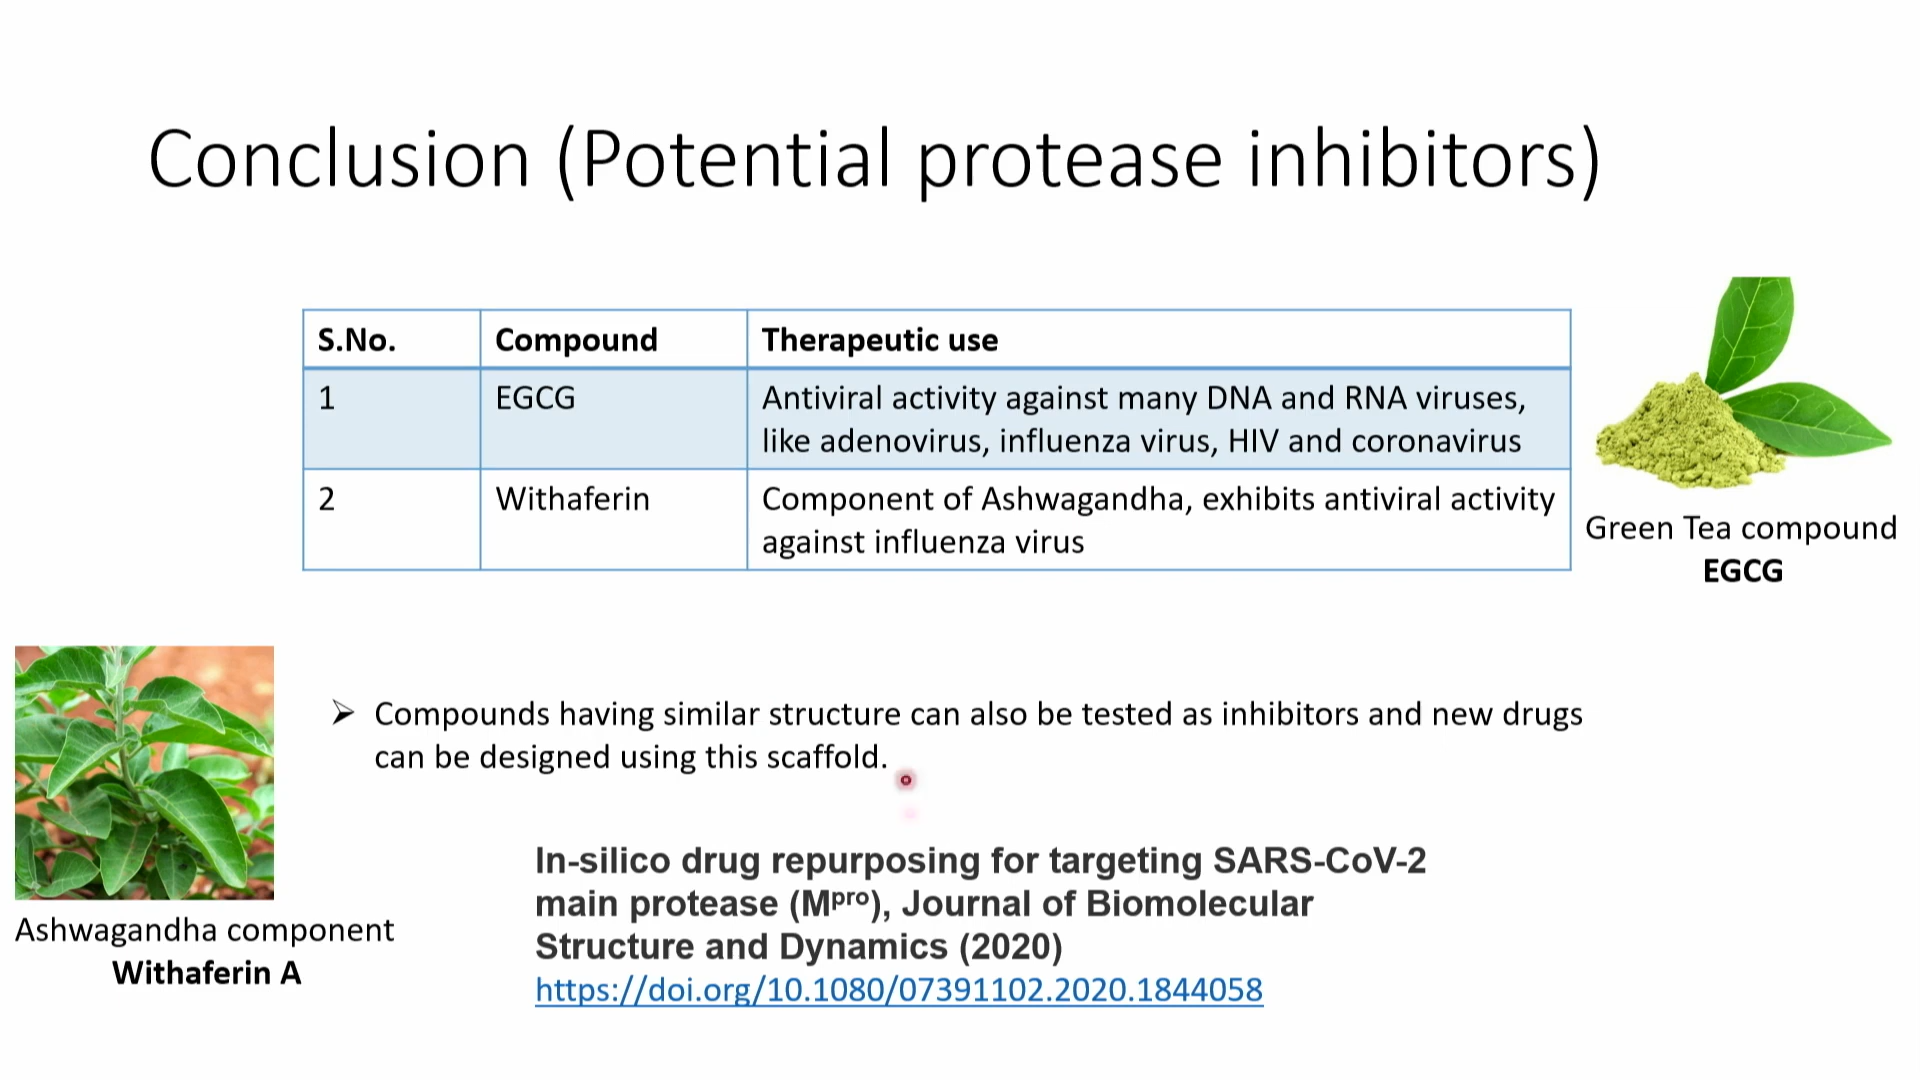 Conclusion (Potential protease inhibitors)
S.No. Compound Therapeutic use
1 EGCG Antiviral activity against many DNA and RNA viruses,
like adenovirus, influenza virus, HIV and coronavirus
2 Withaferin Component of Ashwagandha, exhibits antiviral activity
against influenza virus
Green Tea compound
EGCG
➢ Compounds having similar structure can also be tested as inhibitors and new drugs
can be designed using this scaffold.
Ashwagandha component
Withaferin A
In-silico drug repurposing for targeting SARS-CoV-2
main protease (Mᵖʳᵒ), Journal of Biomolecular
Structure and Dynamics (2020)
https://doi.org/10.1080/07391102.2020.1844058